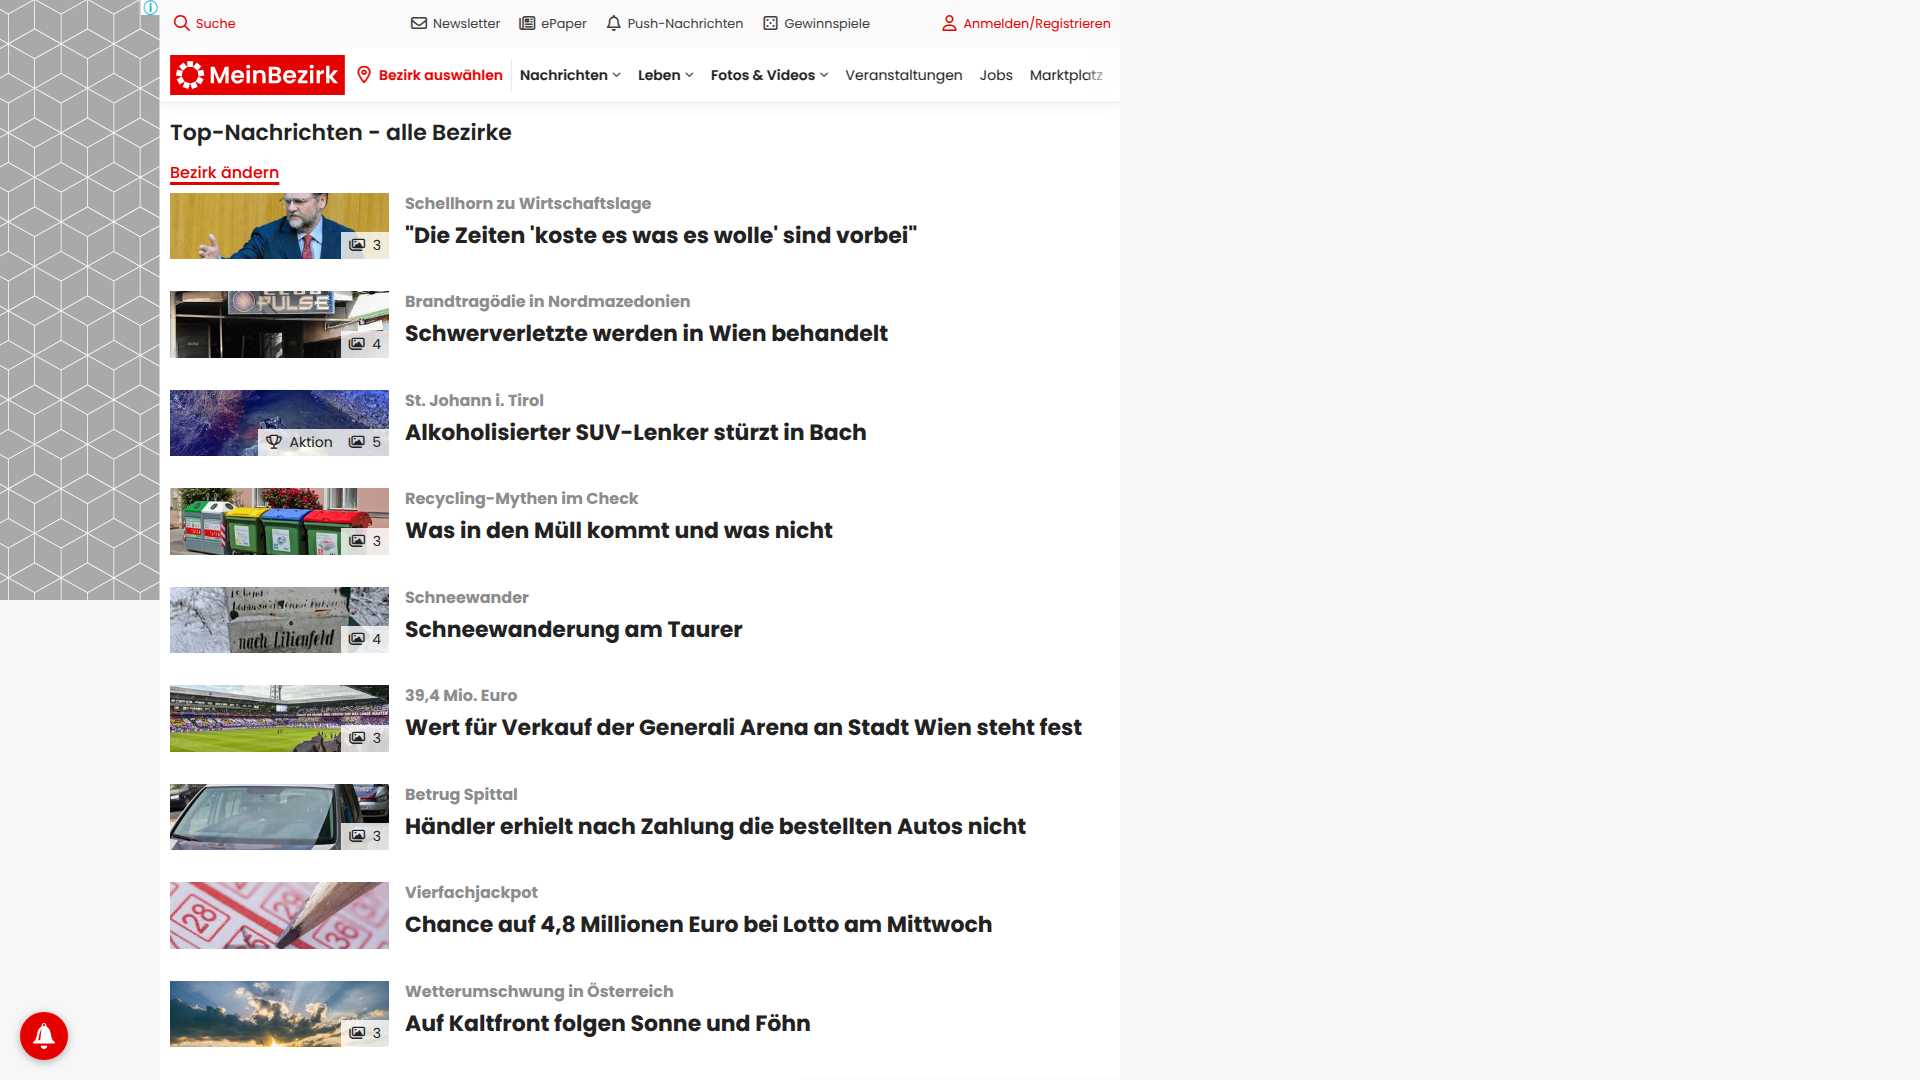 Suche
Newsletter
ePaper
Push-Nachrichten
Gewinnspiele
Anmelden/Registrieren
MeinBezirk
Bezirk auswählen
Nachrichten
Leben
Fotos & Videos
Veranstaltungen
Jobs
Marktplatz
Top-Nachrichten - alle Bezirke
Bezirk ändern
3
Schellhorn zu Wirtschaftslage
"Die Zeiten 'koste es was es wolle' sind vorbei"
PULSE
4
Brandtragödie in Nordmazedonien
Schwerverletzte werden in Wien behandelt
Aktion
5
St. Johann i. Tirol
Alkoholisierter SUV-Lenker stürzt in Bach
3
Recycling-Mythen im Check
Was in den Müll kommt und was nicht
nach Lilienfeld
4
Schneewander
Schneewanderung am Taurer
3
39,4 Mio. Euro
Wert für Verkauf der Generali Arena an Stadt Wien steht fest
3
Betrug Spittal
Händler erhielt nach Zahlung die bestellten Autos nicht
28
29
36
Vierfachjackpot
Chance auf 4,8 Millionen Euro bei Lotto am Mittwoch
3
Wetterumschwung in Österreich
Auf Kaltfront folgen Sonne und Föhn